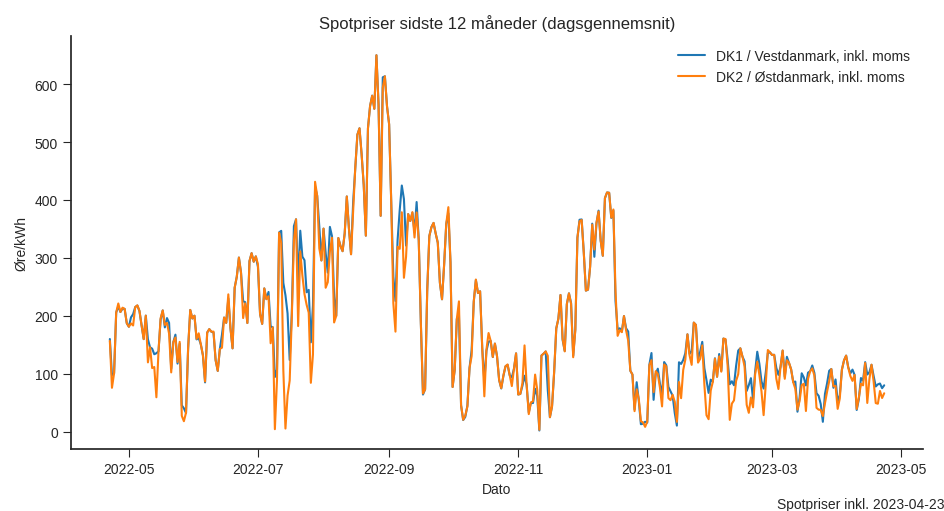 Spotpriser sidste 12 måneder (dagsgennemsnit)
DK1 / Vestdanmark, inkl. moms
DK2 / Østdanmark, inkl. moms
Øre/kWh
600
500
400
300
200
100
0
2022-05
2022-07
2022-09
2022-11
2023-01
2023-03
2023-05
Dato
Spotpriser inkl. 2023-04-23